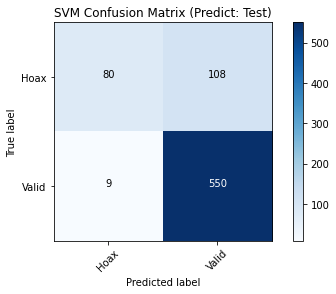 SVM Confusion Matrix (Predict: Test)
500
Hoax
80
108
400
True label
300
200
Valid
9
550
100
Hoax
Valid
Predicted label